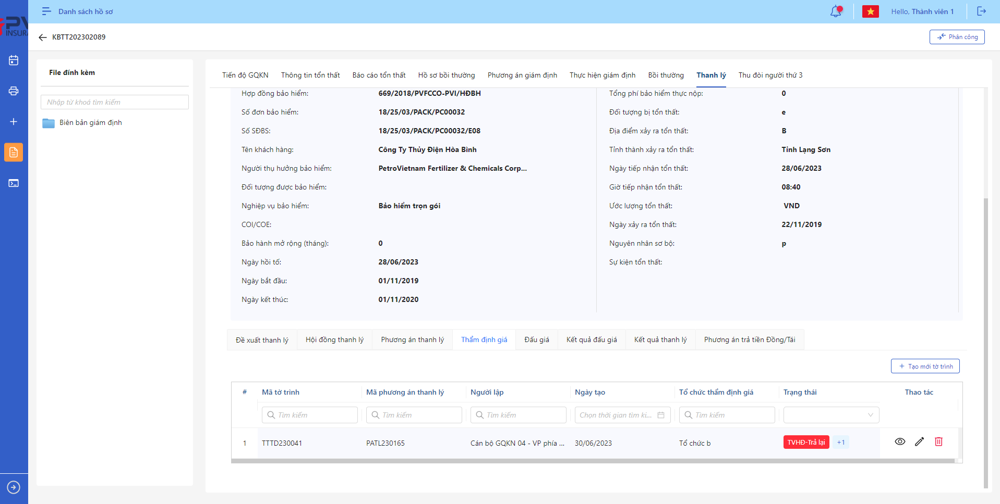 Danh sách hồ sơ
Hello, Thành viên 1
PV
INSURA
KBTT202302089
Phân công
File đính kèm
Nhập từ khoá tìm kiếm
Biên bản giám định
Tiến độ GQKN
Thông tin tổn thất
Báo cáo tổn thất
Hồ sơ bồi thường
Phương án giám định
Thực hiện giám định
Bồi thường
Thanh lý
Thu đòi người thứ 3
Hợp đồng bảo hiểm: 669/2018/PVFCCO-PVI/HĐBH
Số đơn bảo hiểm: 18/25/03/PACK/PC00032
Số SĐBS: 18/25/03/PACK/PC00032/E08
Tên khách hàng: Công Ty Thủy Điện Hòa Bình
Người thụ hưởng bảo hiểm: PetroVietnam Fertilizer & Chemicals Corp...
Đối tượng được bảo hiểm:
Nghiệp vụ bảo hiểm: Bảo hiểm trọn gói
COI/COE:
Bảo hành mở rộng (tháng): 0
Ngày hồi tố: 28/06/2023
Ngày bắt đầu: 01/11/2019
Ngày kết thúc: 01/11/2020
Tổng phí bảo hiểm thực nộp: 0
Đối tượng bị tổn thất: e
Địa điểm xảy ra tổn thất: B
Tỉnh thành xảy ra tổn thất: Tỉnh Lạng Sơn
Ngày tiếp nhận tổn thất: 28/06/2023
Giờ tiếp nhận tổn thất: 08:40
Ước lượng tổn thất: VND
Ngày xảy ra tổn thất: 22/11/2019
Nguyên nhân sơ bộ: p
Sự kiện tổn thất:
Đề xuất thanh lý
Hội đồng thanh lý
Phương án thanh lý
Thẩm định giá
Đấu giá
Kết quả đấu giá
Kết quả thanh lý
Phương án trả tiền Đồng/Tái
+ Tạo mới tờ trình
# Mã tờ trình Mã phương án thanh lý Người lập Ngày tạo Tổ chức thẩm định giá Trạng thái Thao tác
Tìm kiếm Tìm kiếm Tìm kiếm Chọn thời gian tìm ki... Tìm kiếm
1 TTTD230041 PATL230165 Cán bộ GQKN 04 - VP phía ... 30/06/2023 Tổ chức b TVHĐ-Trả lại +1